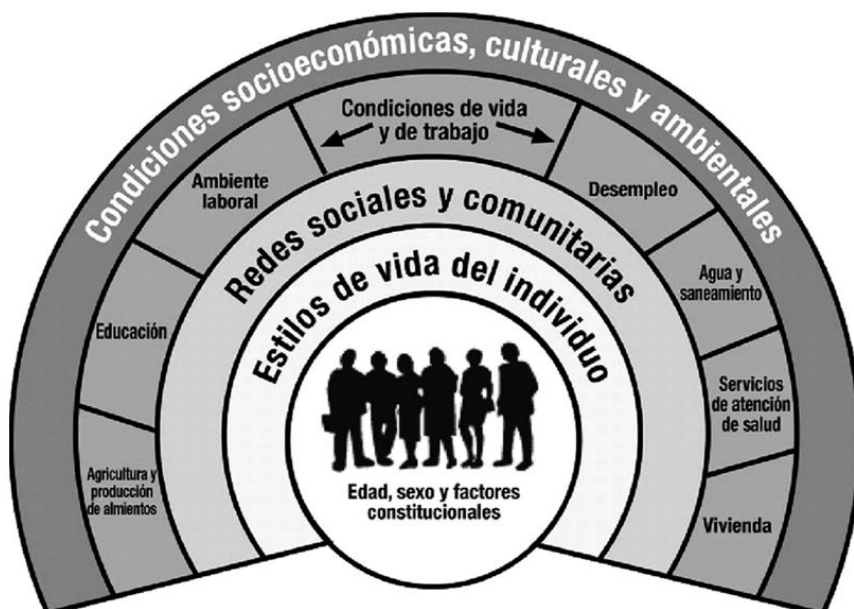 Condiciones socioeconómicas, culturales y ambientales
Condiciones de vida
y de trabajo
Ambiente
laboral
Desempleo
Redes sociales y comunitarias
Agua y
saneamiento
Estilos de vida del individuo
Educación
Servicios
de atención
de salud
Agricultura y
producción
de almientos
Edad, sexo y factores
constitucionales
Vivienda